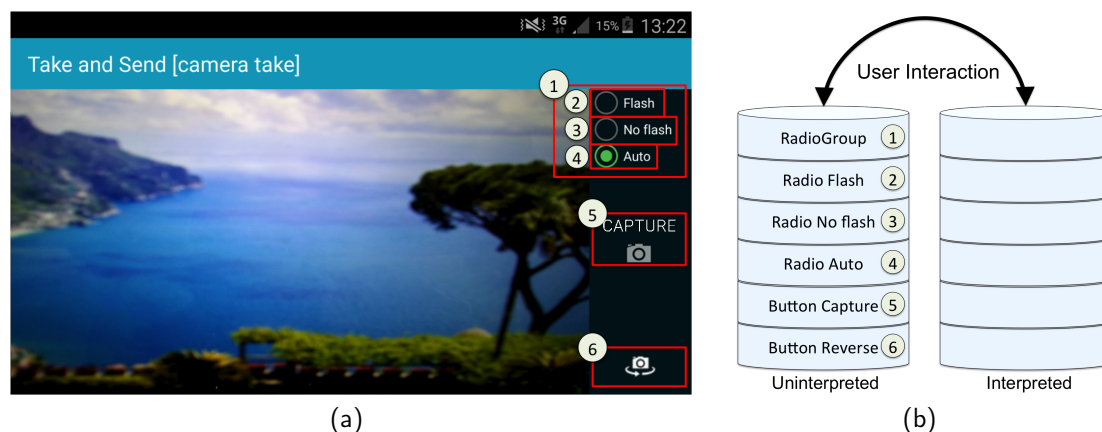 3G 15% 13:22
Take and Send [camera take]
1
2 Flash
3 No flash
4 Auto
5
CAPTURE
6
(a)
User Interaction
RadioGroup 1
Radio Flash 2
Radio No flash 3
Radio Auto 4
Button Capture 5
Button Reverse 6
Uninterpreted Interpreted
(b)